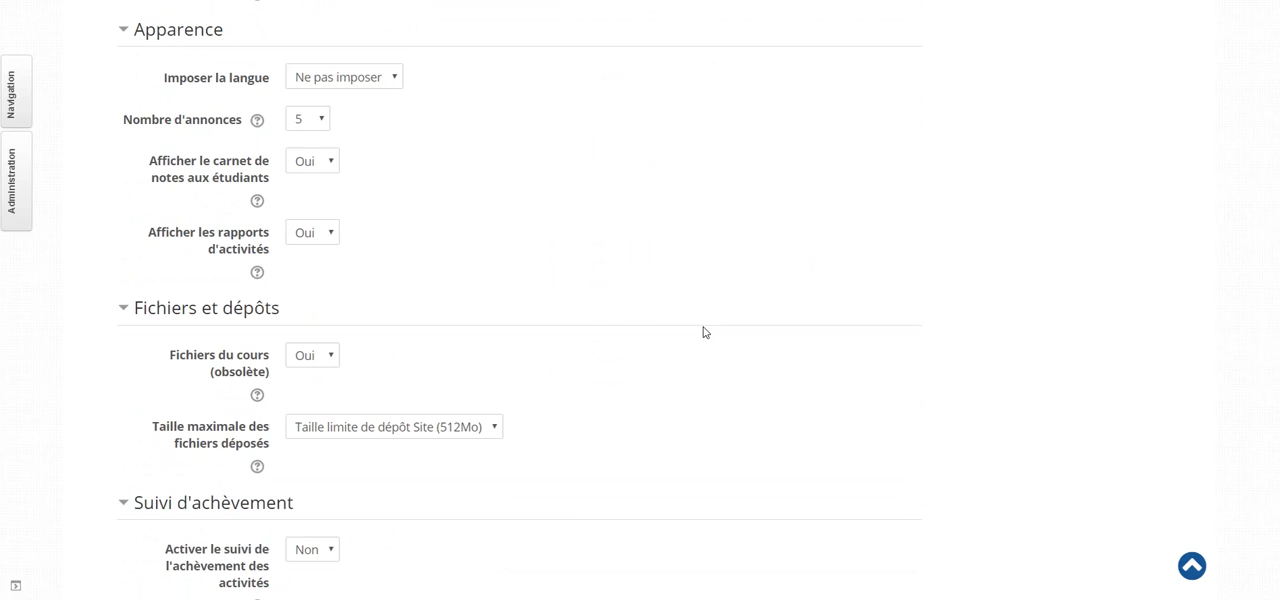 Navigation
Administration
Apparence
Imposer la langue
Ne pas imposer
Nombre d'annonces
5
Afficher le carnet de
notes aux étudiants
Oui
Afficher les rapports
d'activités
Oui
Fichiers et dépôts
Fichiers du cours
(obsolète)
Oui
Taille maximale des
fichiers déposés
Taille limite de dépôt Site (512Mo)
Suivi d'achèvement
Activer le suivi de
l'achèvement des
activités
Non